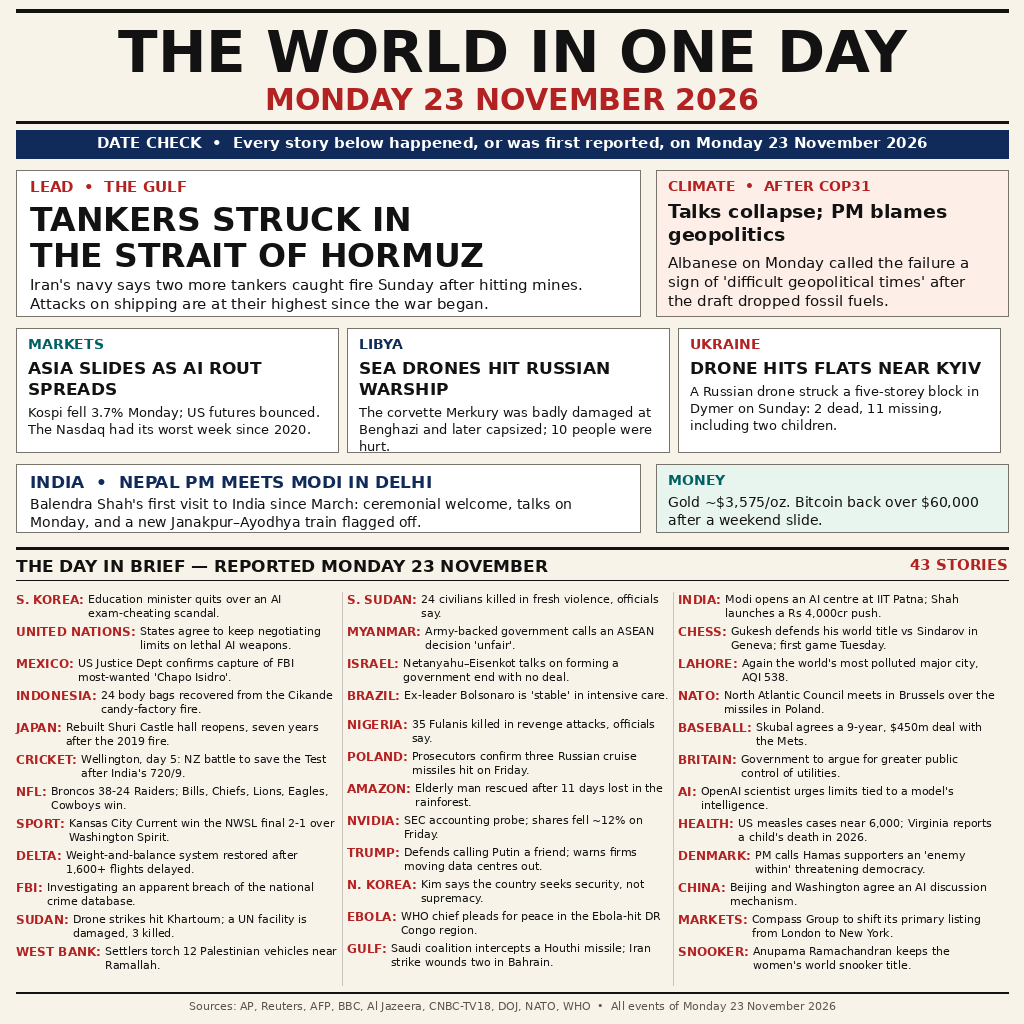 THE WORLD IN ONE DAY
MONDAY 23 NOVEMBER 2026
DATE CHECK • Every story below happened, or was first reported, on Monday 23 November 2026
LEAD • THE GULF
TANKERS STRUCK IN
THE STRAIT OF HORMUZ
Iran's navy says two more tankers caught fire Sunday after hitting mines.
Attacks on shipping are at their highest since the war began.
CLIMATE • AFTER COP31
Talks collapse; PM blames
geopolitics
Albanese on Monday called the failure a
sign of 'difficult geopolitical times' after
the draft dropped fossil fuels.
MARKETS
ASIA SLIDES AS AI ROUT
SPREADS
Kospi fell 3.7% Monday; US futures bounced.
The Nasdaq had its worst week since 2020.
LIBYA
SEA DRONES HIT RUSSIAN
WARSHIP
The corvette Merkury was badly damaged at
Benghazi and later capsized; 10 people were
hurt.
UKRAINE
DRONE HITS FLATS NEAR KYIV
A Russian drone struck a five-storey block in
Dymer on Sunday: 2 dead, 11 missing,
including two children.
INDIA • NEPAL PM MEETS MODI IN DELHI
Balendra Shah's first visit to India since March: ceremonial welcome, talks on
Monday, and a new Janakpur–Ayodhya train flagged off.
MONEY
Gold ~$3,575/oz. Bitcoin back over $60,000
after a weekend slide.
THE DAY IN BRIEF — REPORTED MONDAY 23 NOVEMBER
43 STORIES
S. KOREA: Education minister quits over an AI
exam-cheating scandal.
UNITED NATIONS: States agree to keep negotiating
limits on lethal AI weapons.
MEXICO: US Justice Dept confirms capture of FBI
most-wanted 'Chapo Isidro'.
INDONESIA: 24 body bags recovered from the Cikande
candy-factory fire.
JAPAN: Rebuilt Shuri Castle hall reopens, seven years
after the 2019 fire.
CRICKET: Wellington, day 5: NZ battle to save the Test
after India's 720/9.
NFL: Broncos 38-24 Raiders; Bills, Chiefs, Lions, Eagles,
Cowboys win.
SPORT: Kansas City Current win the NWSL final 2-1 over
Washington Spirit.
DELTA: Weight-and-balance system restored after
1,600+ flights delayed.
FBI: Investigating an apparent breach of the national
crime database.
SUDAN: Drone strikes hit Khartoum; a UN facility is
damaged, 3 killed.
WEST BANK: Settlers torch 12 Palestinian vehicles near
Ramallah.
S. SUDAN: 24 civilians killed in fresh violence, officials
say.
MYANMAR: Army-backed government calls an ASEAN
decision 'unfair'.
ISRAEL: Netanyahu–Eisenkot talks on forming a
government end with no deal.
BRAZIL: Ex-leader Bolsonaro is 'stable' in intensive care.
NIGERIA: 35 Fulanis killed in revenge attacks, officials
say.
POLAND: Prosecutors confirm three Russian cruise
missiles hit on Friday.
AMAZON: Elderly man rescued after 11 days lost in the
rainforest.
NVIDIA: SEC accounting probe; shares fell ~12% on
Friday.
TRUMP: Defends calling Putin a friend; warns firms
moving data centres out.
N. KOREA: Kim says the country seeks security, not
supremacy.
EBOLA: WHO chief pleads for peace in the Ebola-hit DR
Congo region.
GULF: Saudi coalition intercepts a Houthi missile; Iran
strike wounds two in Bahrain.
INDIA: Modi opens an AI centre at IIT Patna; Shah
launches a Rs 4,000cr push.
CHESS: Gukesh defends his world title vs Sindarov in
Geneva; first game Tuesday.
LAHORE: Again the world's most polluted major city,
AQI 538.
NATO: North Atlantic Council meets in Brussels over the
missiles in Poland.
BASEBALL: Skubal agrees a 9-year, $450m deal with
the Mets.
BRITAIN: Government to argue for greater public
control of utilities.
AI: OpenAI scientist urges limits tied to a model's
intelligence.
HEALTH: US measles cases near 6,000; Virginia reports
a child's death in 2026.
DENMARK: PM calls Hamas supporters an 'enemy
within' threatening democracy.
CHINA: Beijing and Washington agree an AI discussion
mechanism.
MARKETS: Compass Group to shift its primary listing
from London to New York.
SNOOKER: Anupama Ramachandran keeps the
women's world snooker title.
Sources: AP, Reuters, AFP, BBC, Al Jazeera, CNBC-TV18, DOJ, NATO, WHO • All events of Monday 23 November 2026